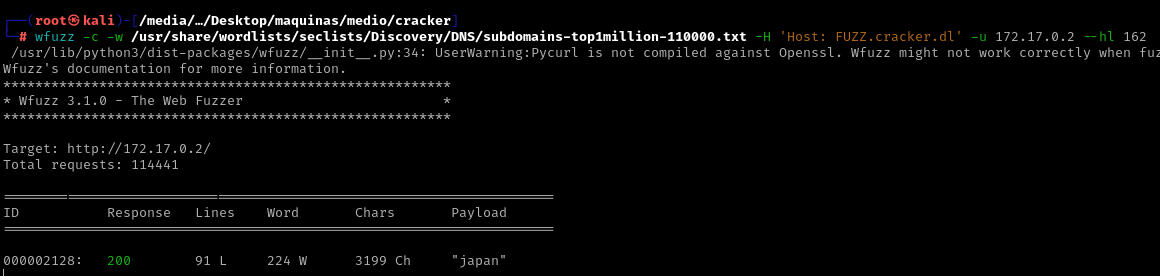 ┌──(root㉿kali)-[/media/…/Desktop/maquinas/medio/cracker]
└─# wfuzz -c -w /usr/share/wordlists/seclists/Discovery/DNS/subdomains-top1million-110000.txt -H 'Host: FUZZ.cracker.dl' -u 172.17.0.2 --hl 162
/usr/lib/python3/dist-packages/wfuzz/__init__.py:34: UserWarning:Pycurl is not compiled against Openssl. Wfuzz might not work correctly when fuz
Wfuzz's documentation for more information.
********************************************************
* Wfuzz 3.1.0 - The Web Fuzzer                         *
********************************************************
Target: http://172.17.0.2/
Total requests: 114441
=====================================================================
ID           Response   Lines    Word       Chars       Payload
=====================================================================
000002128:   200        91 L     224 W      3199 Ch     "japan"